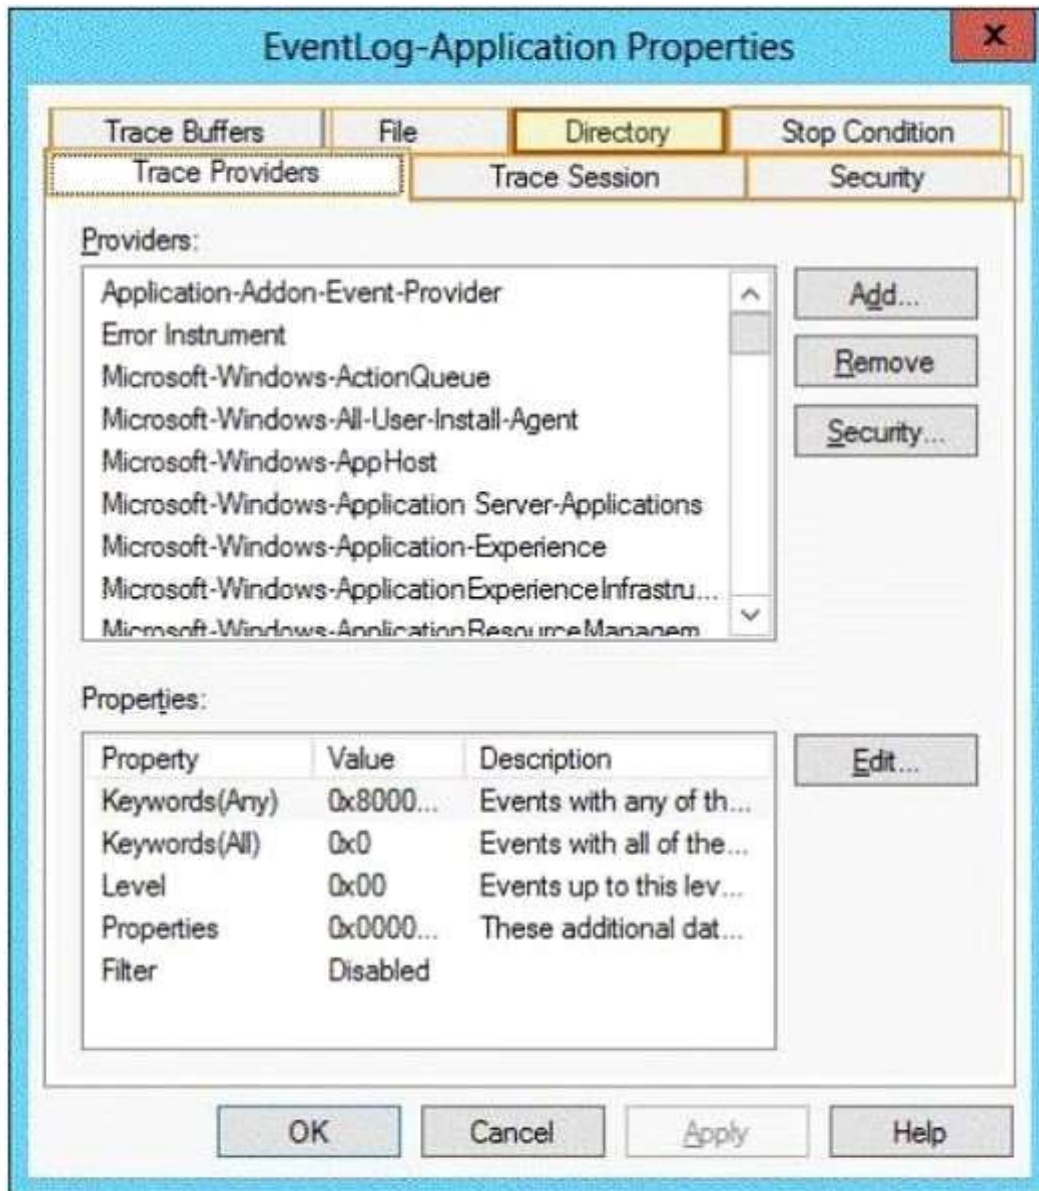 EventLog-Application Properties
x
Trace Buffers File Directory Stop Condition
Trace Providers Trace Session Security
Providers:
Application-Addon-Event-Provider
Error Instrument
Microsoft-Windows-ActionQueue
Microsoft-Windows-All-User-Install-Agent
Microsoft-Windows-AppHost
Microsoft-Windows-Application Server-Applications
Microsoft-Windows-Application-Experience
Microsoft-Windows-ApplicationExperienceInfrastru...
Microsoft-Windows-ApplicationResourceManagem
Add...
Remove
Security...
Properties:
Property Value Description
Keywords(Any) 0x8000... Events with any of th...
Keywords(All) 0x0 Events with all of the...
Level 0x00 Events up to this lev...
Properties 0x0000... These additional dat...
Filter Disabled
Edit...
OK Cancel Apply Help